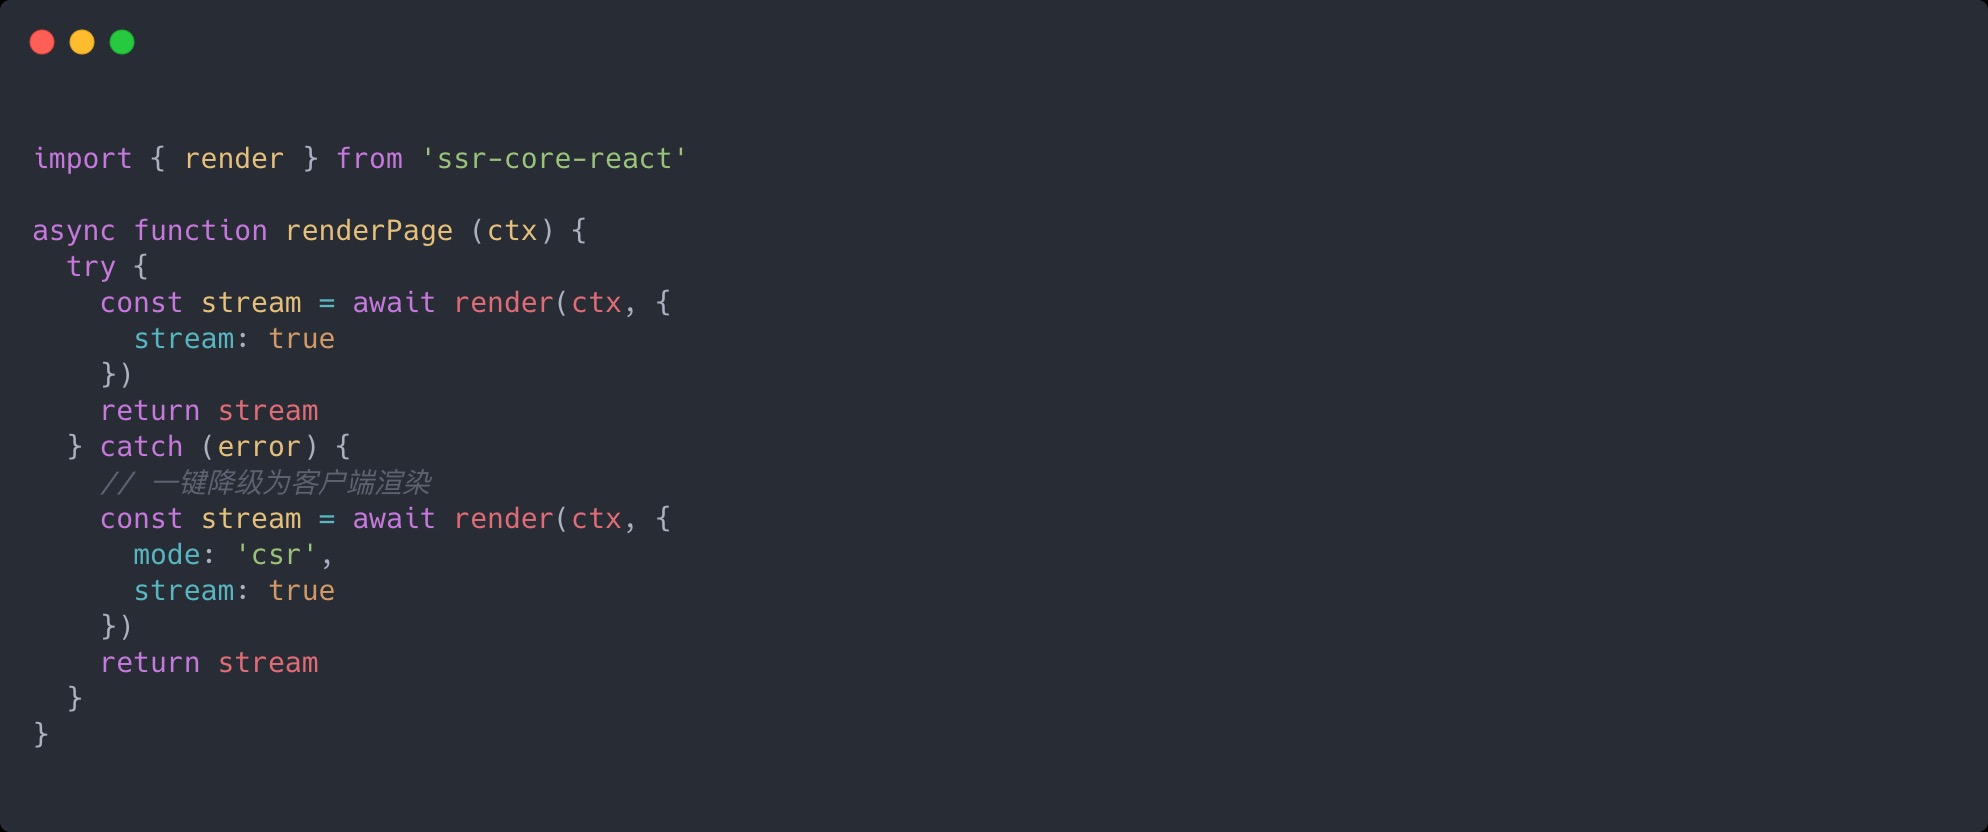 import { render } from 'ssr-core-react'

async function renderPage (ctx) {
  try {
    const stream = await render(ctx, {
      stream: true
    })
    return stream
  } catch (error) {
    // 一键降级为客户端渲染
    const stream = await render(ctx, {
      mode: 'csr',
      stream: true
    })
    return stream
  }
}